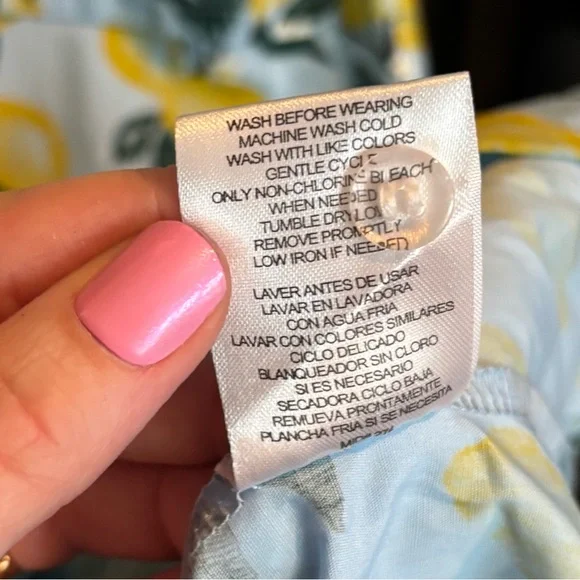 WASH BEFORE WEARING
MACHINE WASH COLD
WASH WITH LIKE COLORS
GENTLE CYCLE
ONLY NON-CHLORINE BLEACH
WHEN NEEDED
TUMBLE DRY LOW
REMOVE PROMPTLY
LOW IRON IF NEEDED
LAVER ANTES DE USAR
LAVAR EN LAVADORA
CON AGUA FRIA
LAVAR CON COLORES SIMILARES
CICLO DELICADO
BLANQUEADOR SIN CLORO
SI ES NECESARIO
SECADORA CICLO BAJA
REMUEVA PRONTAMENTE
PLANCHA FRIA SI SE NECESITA